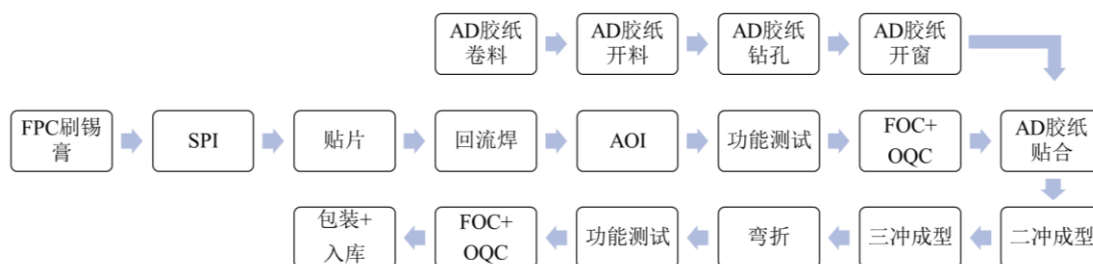 AD胶纸
卷料
AD胶纸
开料
AD胶纸
钻孔
AD胶纸
开窗
FPC刷锡
膏
SPI
贴片
回流焊
AOI
功能测试
FOC+
OQC
AD胶纸
贴合
二冲成型
三冲成型
弯折
功能测试
FOC+
OQC
包装+
入库